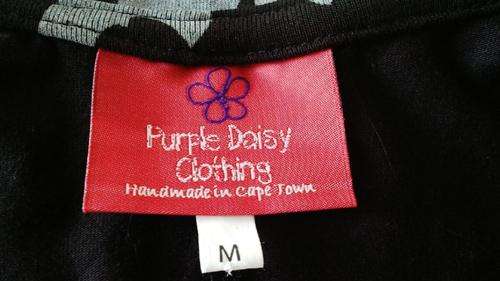 Purple Daisy
Clothing
Handmade in Cape Town
M